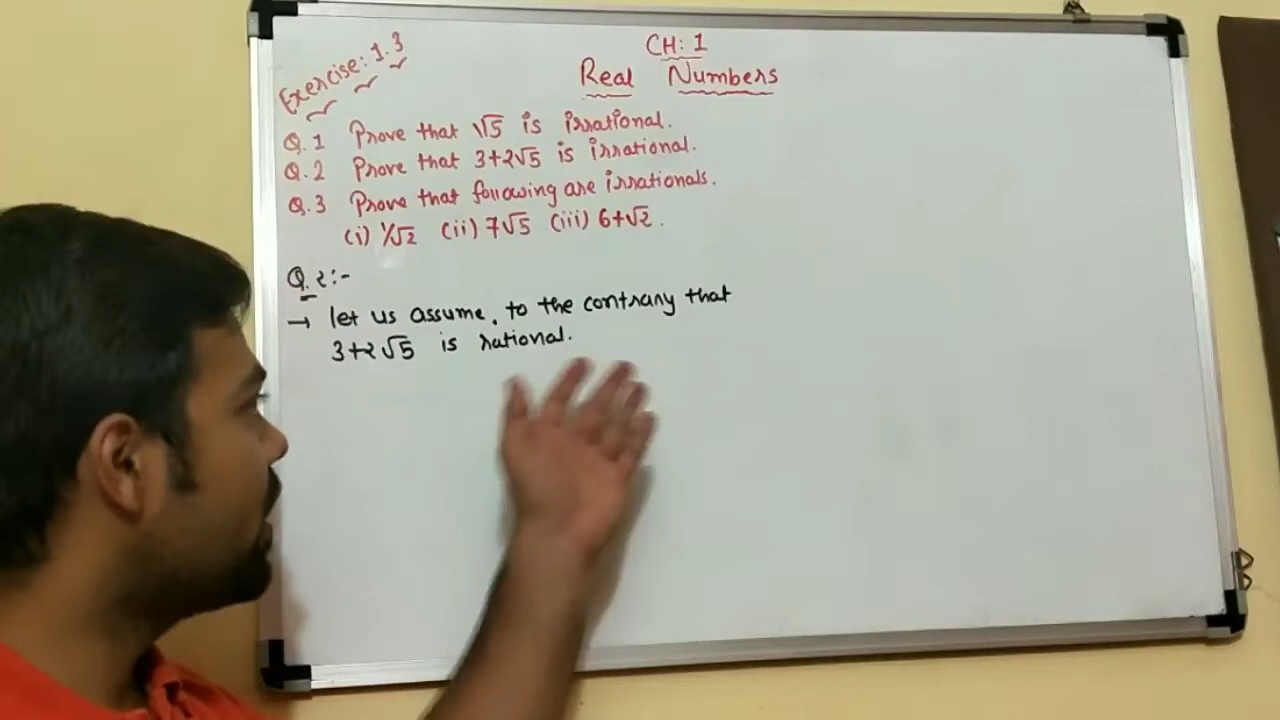 CH: 1
Real Numbers
Exercise: 1.3
Q.1 Prove that √5 is irrational.
Q.2 Prove that 3+2√5 is irrational.
Q.3 Prove that following are irrationals.
(i) 1/√2 (ii) 7√5 (iii) 6+√2.
Q.2:-
→ let us assume, to the contrary that
3+2√5 is rational.